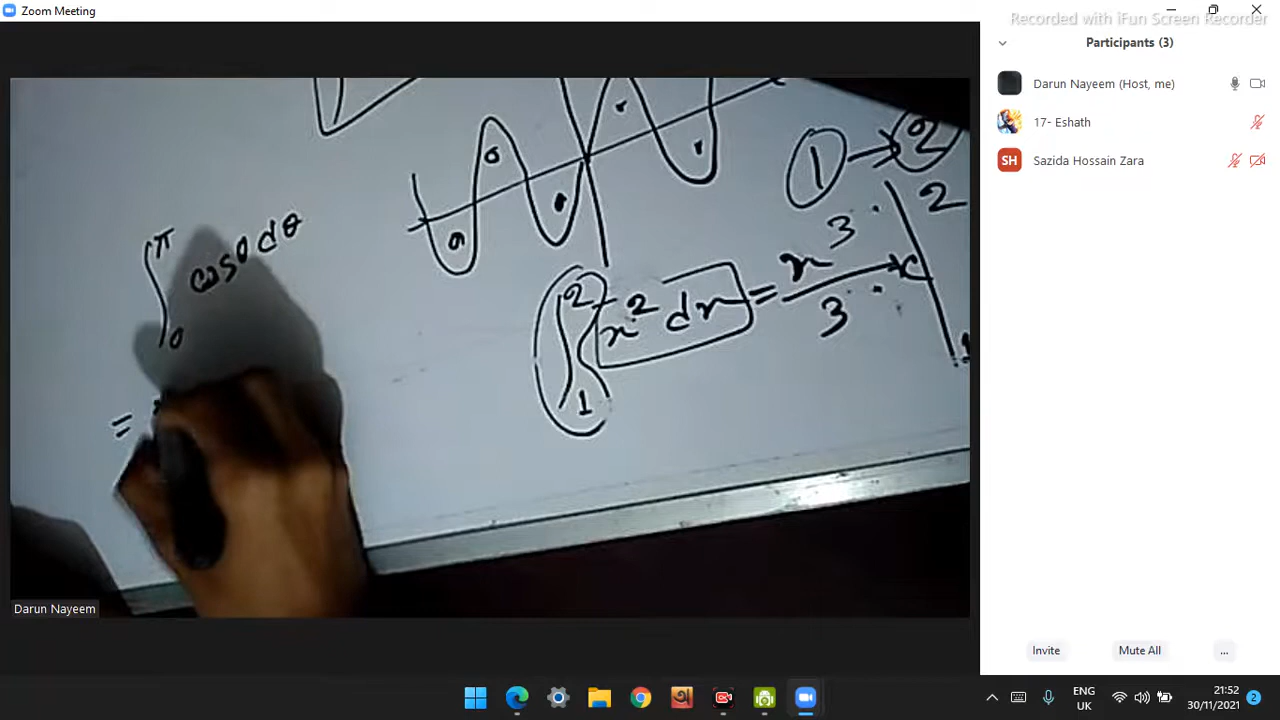 Zoom Meeting
Recorded with iFun Screen Recorder
Participants (3)
Darun Nayeem (Host, me)
17- Eshath
SH Sazida Hossain Zara
① → ②
∫₀^π cosθ dθ
=
∫₁² x² dx = x³/3 |₁²
Darun Nayeem
Invite Mute All ...
অ
ENG
UK
21:52
30/11/2021
2